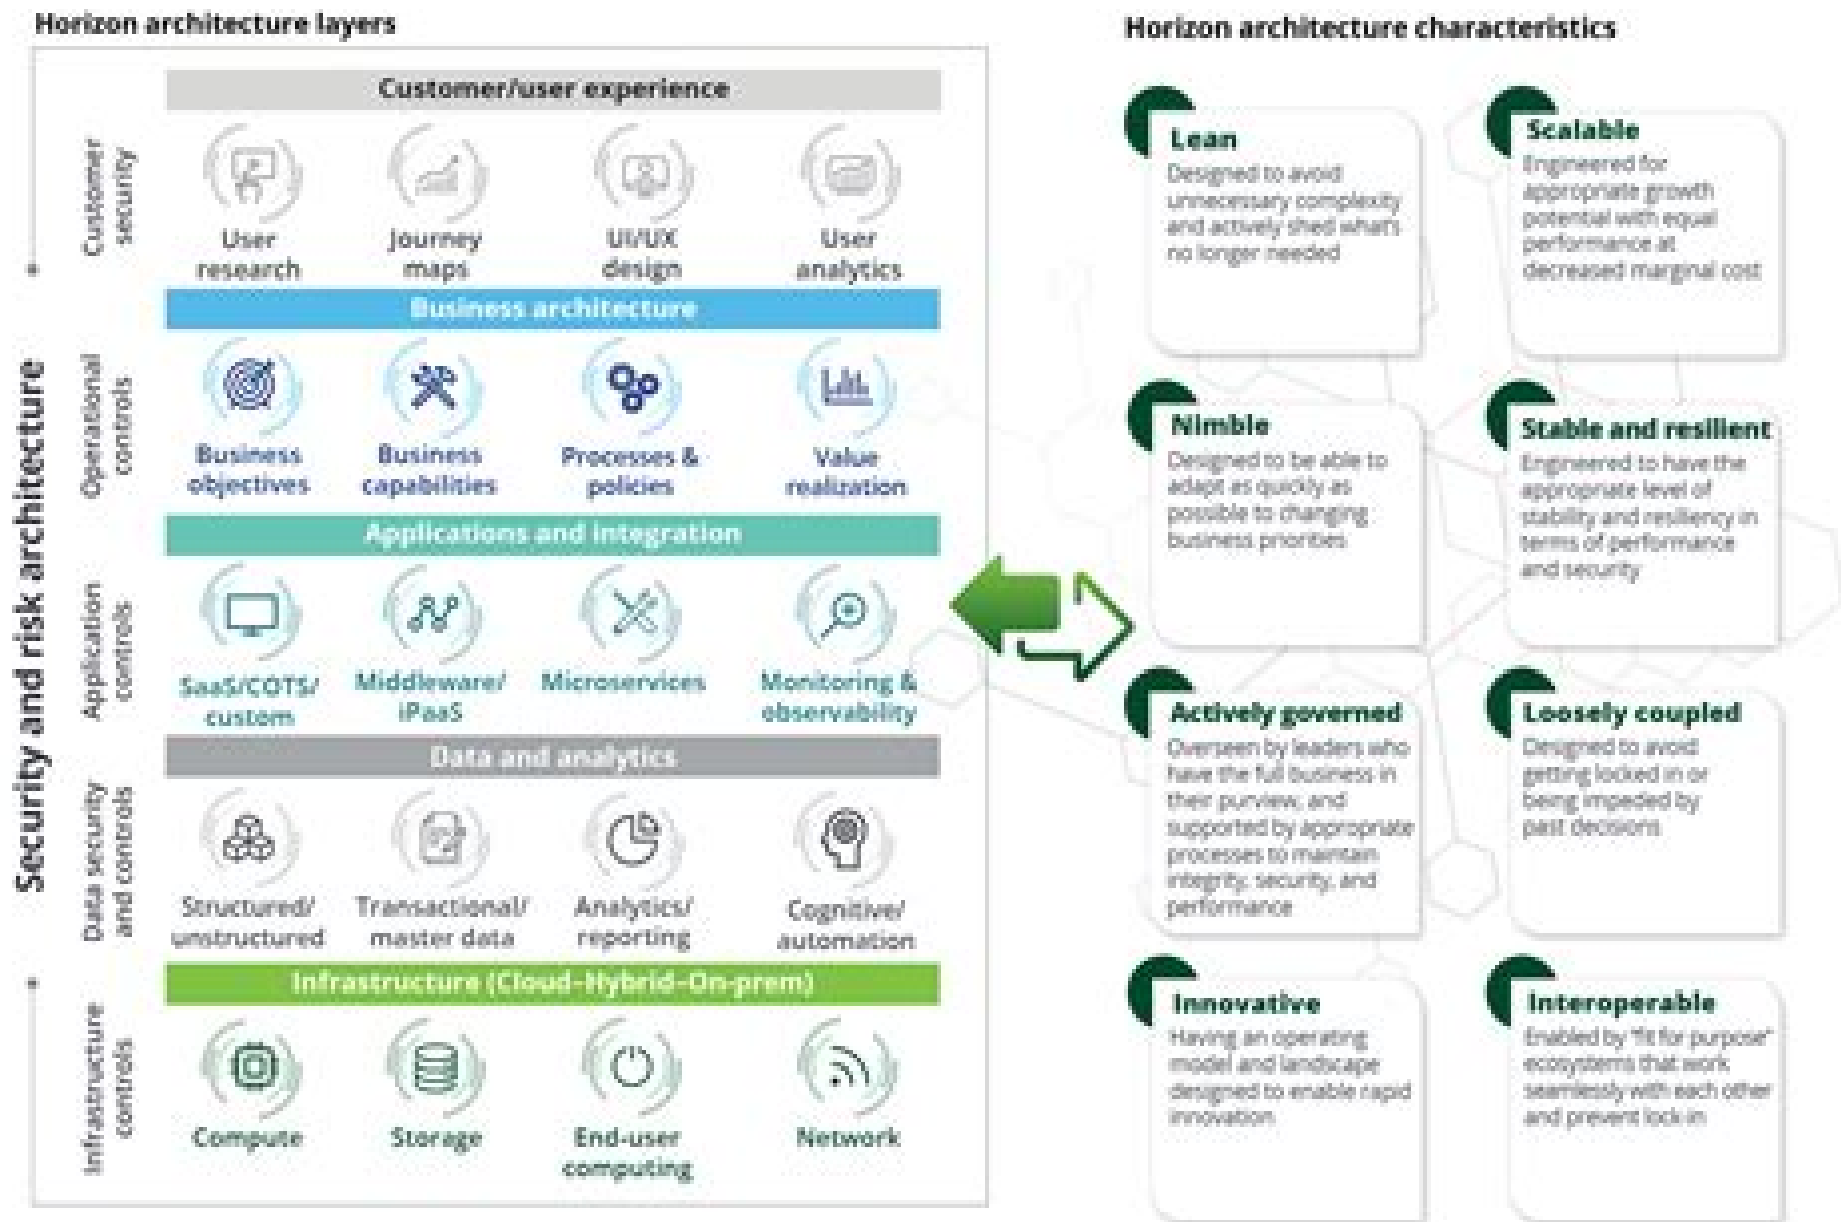 Horizon architecture layers
Security and risk architecture
Customer
security
Customer/user experience
User
research
Journey
maps
UI/UX
design
User
analytics
Operational
controls
Business architecture
Business
objectives
Business
capabilities
Processes &
policies
Value
realization
Application
controls
Applications and integration
SaaS/COTS/
custom
Middleware/
iPaaS
Microservices
Monitoring &
observability
Data security
and controls
Data and analytics
Structured/
unstructured
Transactional/
master data
Analytics/
reporting
Cognitive/
automation
Infrastructure
controls
Infrastructure (Cloud–Hybrid–On-prem)
Compute
Storage
End-user
computing
Network
Horizon architecture characteristics
Lean
Designed to avoid
unnecessary complexity
and actively shed what's
no longer needed
Scalable
Engineered for
appropriate growth
potential with equal
performance at
decreased marginal cost
Nimble
Designed to be able to
adapt as quickly as
possible to changing
business priorities
Stable and resilient
Engineered to have the
appropriate level of
stability and resiliency in
terms of performance
and security
Actively governed
Overseen by leaders who
have the full business in
their purview, and
supported by appropriate
processes to maintain
integrity, security, and
performance
Loosely coupled
Designed to avoid
getting locked in or
being impeded by
past decisions
Innovative
Having an operating
model and landscape
designed to enable rapid
innovation
Interoperable
Enabled by "fit for purpose"
ecosystems that work
seamlessly with each other
and prevent lock in